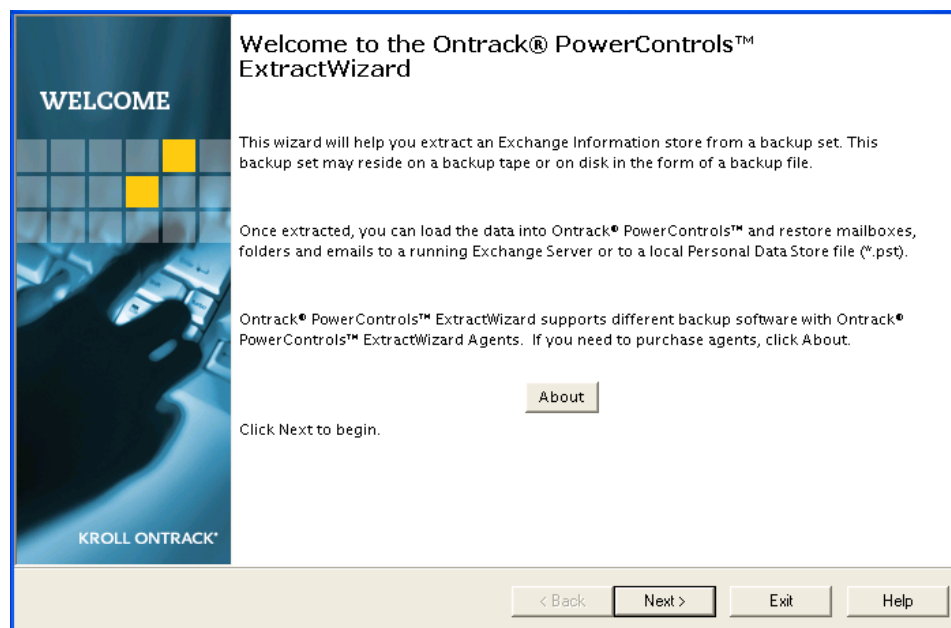 Welcome to the Ontrack® PowerControls™
ExtractWizard
WELCOME
This wizard will help you extract an Exchange Information store from a backup set. This
backup set may reside on a backup tape or on disk in the form of a backup file.
Once extracted, you can load the data into Ontrack® PowerControls™ and restore mailboxes,
folders and emails to a running Exchange Server or to a local Personal Data Store file (*.pst).
Ontrack® PowerControls™ ExtractWizard supports different backup software with Ontrack®
PowerControls™ ExtractWizard Agents. If you need to purchase agents, click About.
About
Click Next to begin.
KROLL ONTRACK®
< Back Next > Exit Help